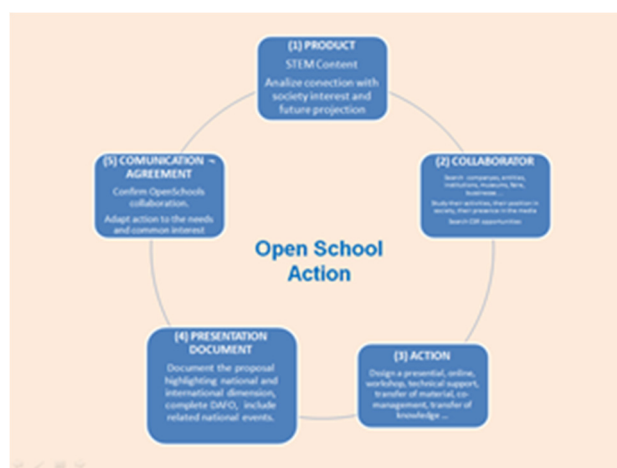 (1) PRODUCT
STEM Content
Analize conection with
society interest and
future projection
(2) COLLABORATOR
Search companyes, entities,
institutions, museums, fairs,
bussinesse ...
Study their activities, their position in
society, their presence in the media
Search CSR opportunities
(3) ACTION
Design a presential, online,
workshop, technical support,
transfer of material, co-
management, transfer of
knowledge ...
(4) PRESENTATION
DOCUMENT
Document the proposal
highlighting national and
international dimension,
complete DAFO, include
related national events.
(5) COMUNICATION –
AGREEMENT
Confirm OpenSchools
collaboration.
Adapt action to the needs
and common interest
Open School
Action